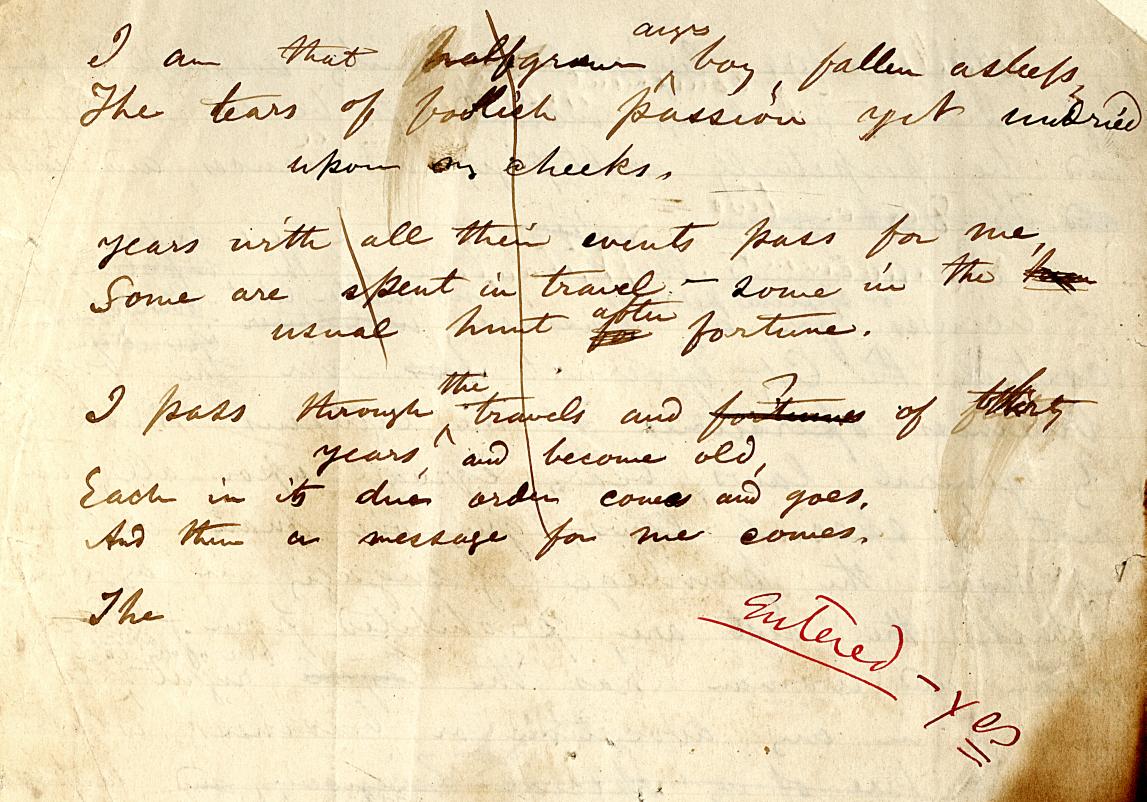 I am that halfgrown angry boy, fallen asleep,
The tears of foolish passion yet undried
upon my cheeks.
years with all their events pass for me,
Some are spent in travel – some in the
usual hunt after fortune.
I pass through the travels and fortunes of thirty
years, and become old,
Each in its due order comes and goes,
And then a message for me comes.
The
Entered – yes